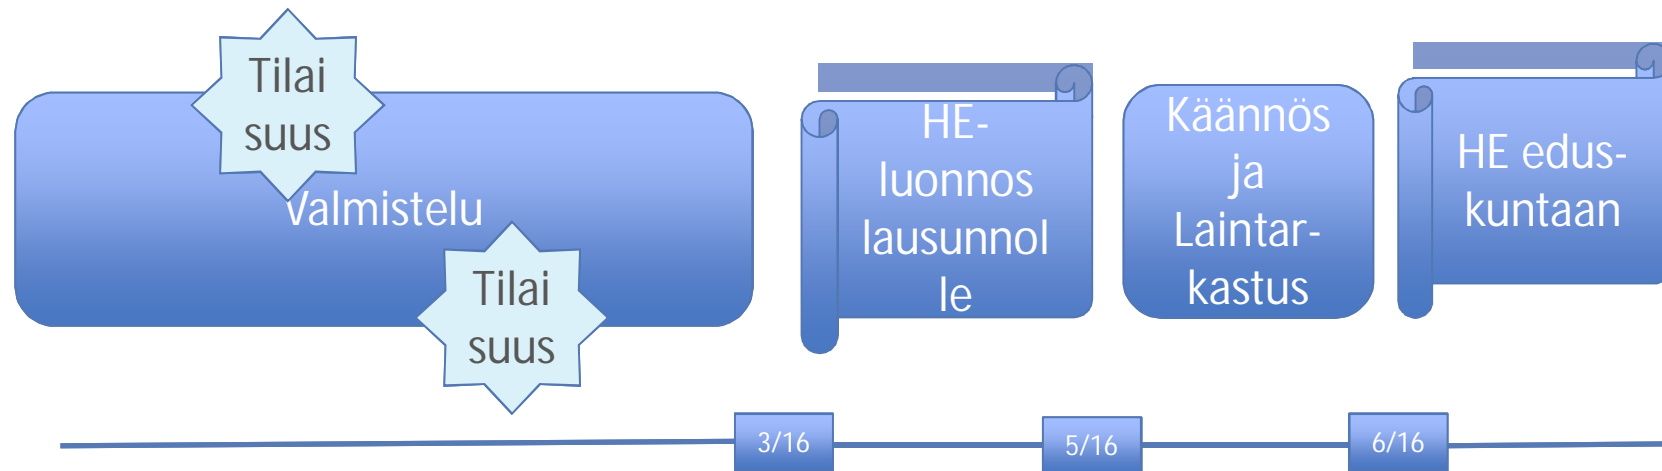 Tilai
suus
Valmistelu
Tilai
suus
HE-
luonnos
lausunnol
le
Käännös
ja
Laintar-
kastus
HE edus-
kuntaan
3/16
5/16
6/16